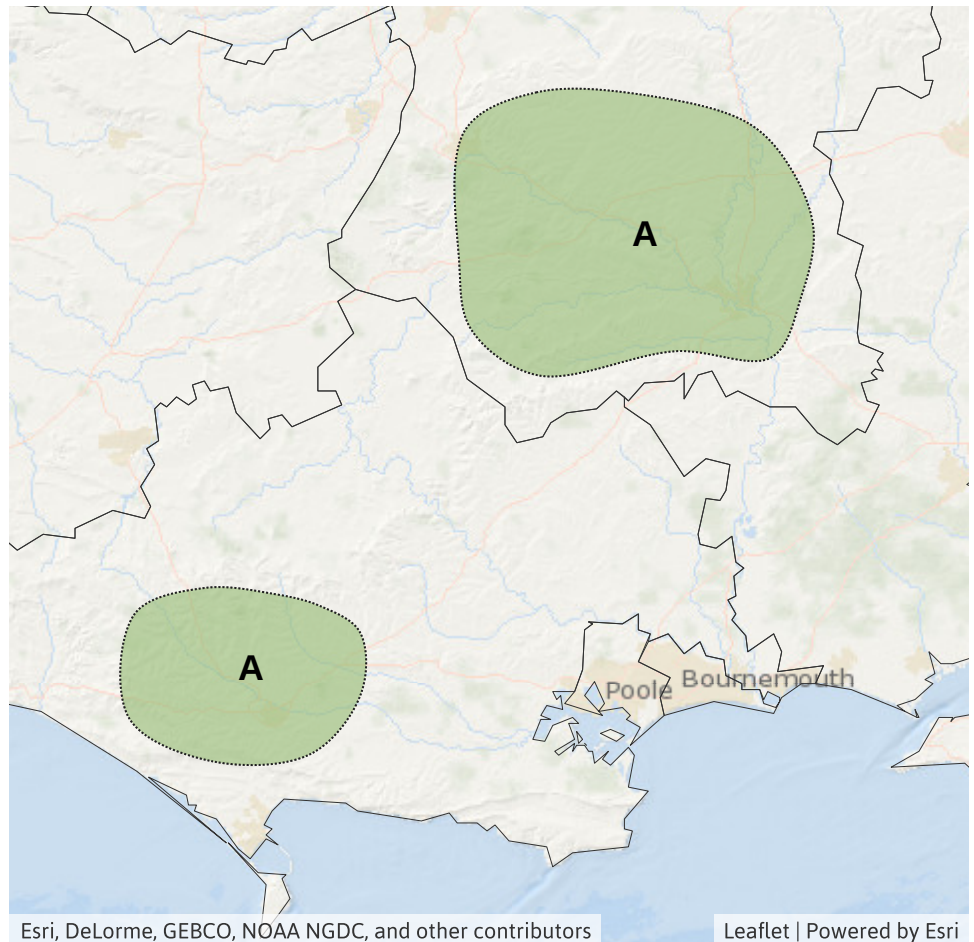 A
A
Poole
Bournemouth
Esri, DeLorme, GEBCO, NOAA NGDC, and other contributors
Leaflet | Powered by Esri